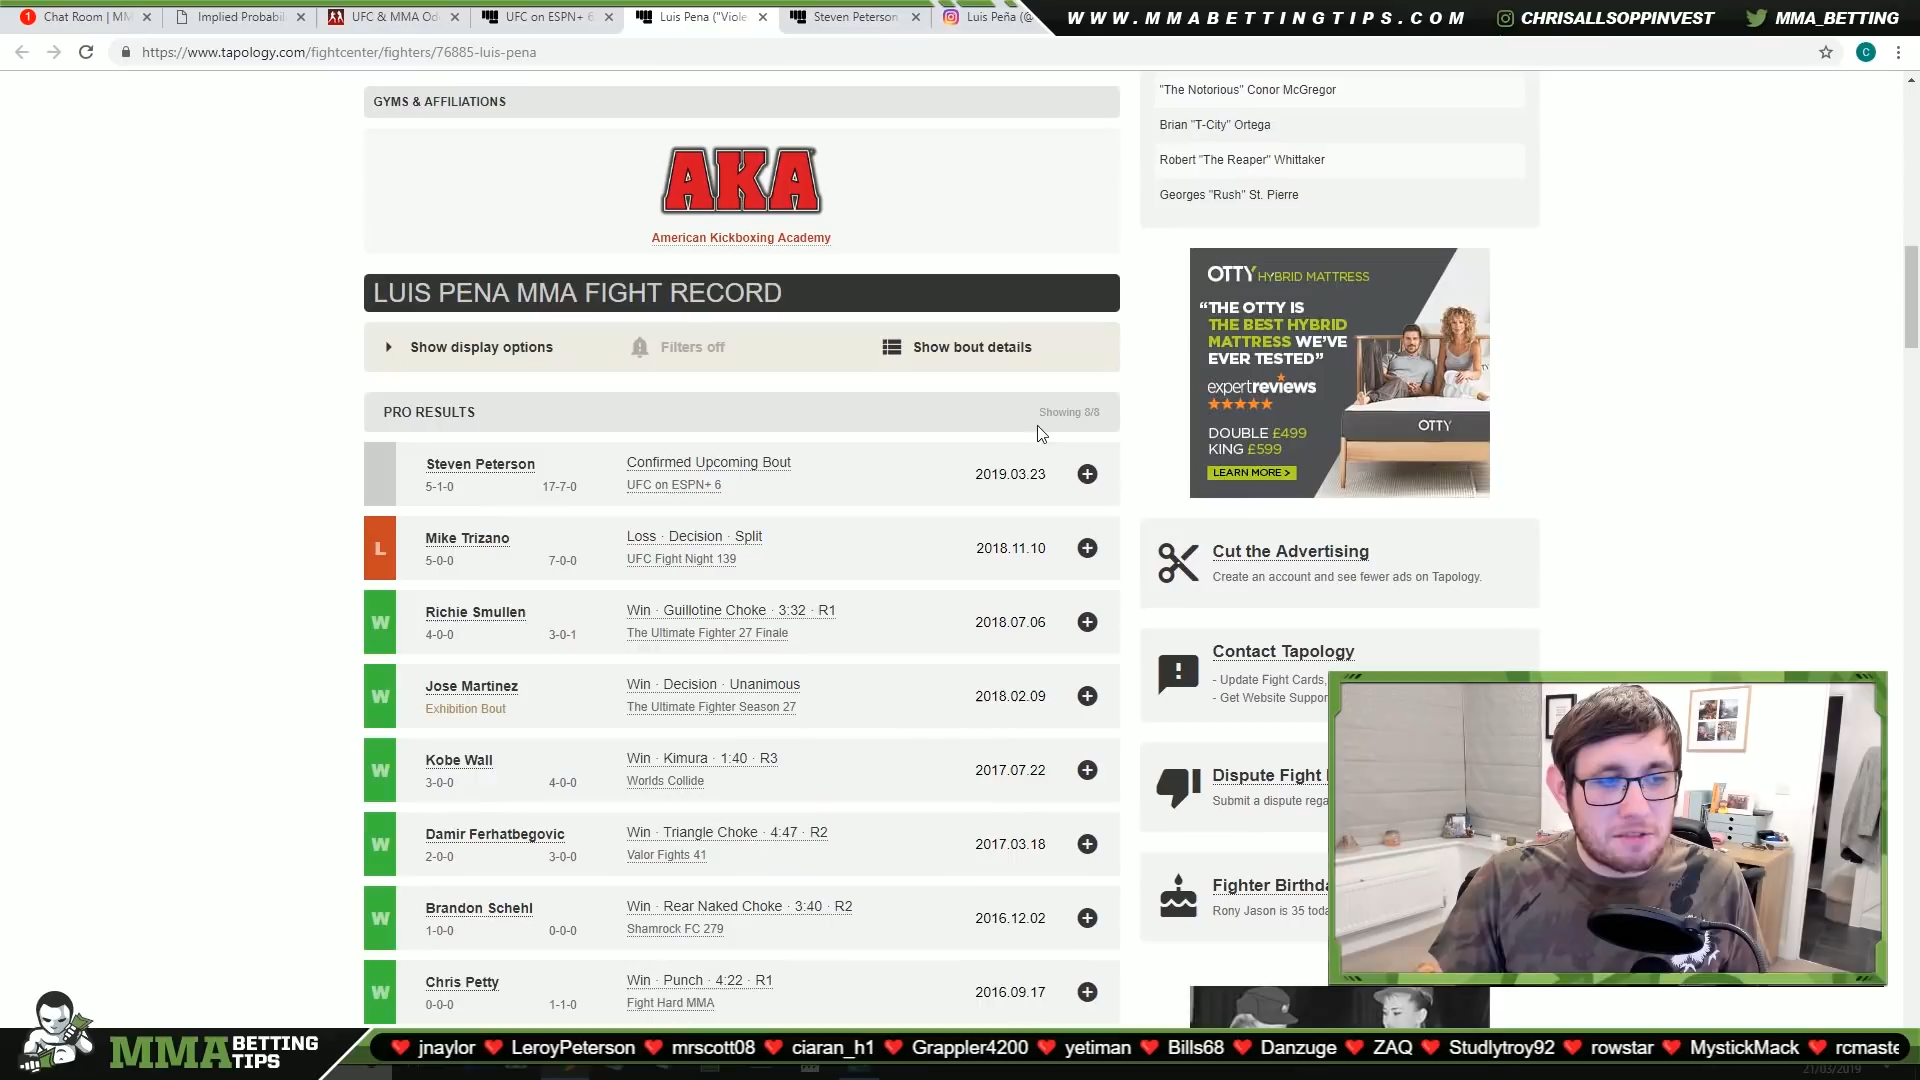 1 Chat Room | MM
Implied Probabil
UFC & MMA Od
UFC on ESPN+ 6
Luis Pena ("Viole
Steven Peterson
Luis Peña (@
WWW.MMABETTINGTIPS.COM
CHRISALLSOPPINVEST
MMA_BETTING
https://www.tapology.com/fightcenter/fighters/76885-luis-pena
C
GYMS & AFFILIATIONS
AKA
American Kickboxing Academy
LUIS PENA MMA FIGHT RECORD
Show display options
Filters off
Show bout details
PRO RESULTS
Showing 8/8
Steven Peterson
5-1-0 17-7-0
Confirmed Upcoming Bout
UFC on ESPN+ 6
2019.03.23
L
Mike Trizano
5-0-0 7-0-0
Loss · Decision · Split
UFC Fight Night 139
2018.11.10
W
Richie Smullen
4-0-0 3-0-1
Win · Guillotine Choke · 3:32 · R1
The Ultimate Fighter 27 Finale
2018.07.06
W
Jose Martinez
Exhibition Bout
Win · Decision · Unanimous
The Ultimate Fighter Season 27
2018.02.09
W
Kobe Wall
3-0-0 4-0-0
Win · Kimura · 1:40 · R3
Worlds Collide
2017.07.22
W
Damir Ferhatbegovic
2-0-0 3-0-0
Win · Triangle Choke · 4:47 · R2
Valor Fights 41
2017.03.18
W
Brandon Schehl
1-0-0 0-0-0
Win · Rear Naked Choke · 3:40 · R2
Shamrock FC 279
2016.12.02
W
Chris Petty
0-0-0 1-1-0
Win · Punch · 4:22 · R1
Fight Hard MMA
2016.09.17
"The Notorious" Conor McGregor
Brian "T-City" Ortega
Robert "The Reaper" Whittaker
Georges "Rush" St. Pierre
OTTY HYBRID MATTRESS
"THE OTTY IS
THE BEST HYBRID
MATTRESS WE'VE
EVER TESTED"
expertreviews
DOUBLE £499
KING £599
LEARN MORE >
OTTY
Cut the Advertising
Create an account and see fewer ads on Tapology.
Contact Tapology
- Update Fight Cards,
- Get Website Suppor
Dispute Fight
Submit a dispute rega
Fighter Birthda
Rony Jason is 35 toda
MMA BETTING
TIPS
jnaylor LeroyPeterson mrscott08 ciaran_h1 Grappler4200 yetiman Bills68 Danzuge ZAQ Studlytroy92 rowstar MystickMack rcmaste
21/03/2019